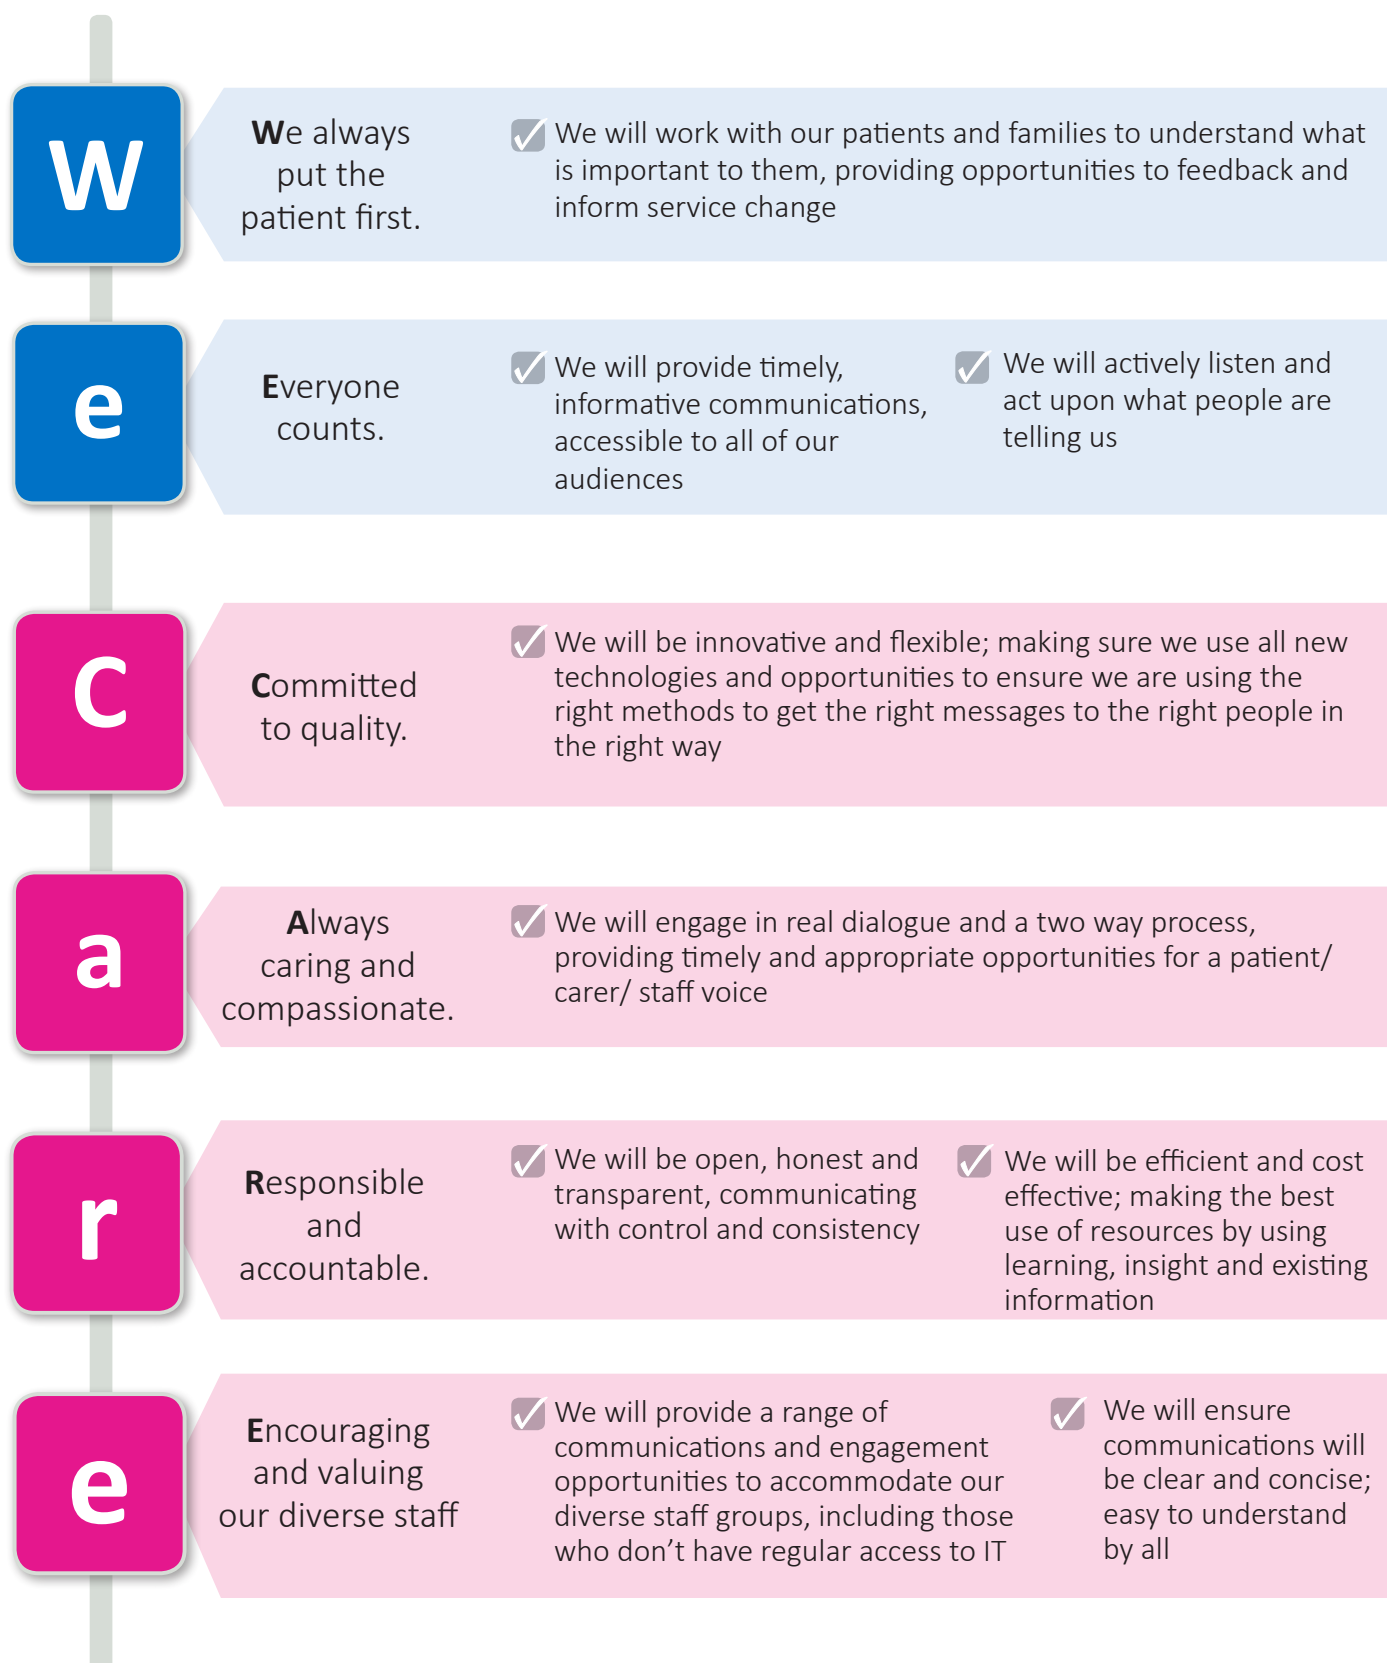 W
We always
put the
patient first.
We will work with our patients and families to understand what
is important to them, providing opportunities to feedback and
inform service change
e
Everyone
counts.
We will provide timely,
informative communications,
accessible to all of our
audiences
We will actively listen and
act upon what people are
telling us
C
Committed
to quality.
We will be innovative and flexible; making sure we use all new
technologies and opportunities to ensure we are using the
right methods to get the right messages to the right people in
the right way
a
Always
caring and
compassionate.
We will engage in real dialogue and a two way process,
providing timely and appropriate opportunities for a patient/
carer/ staff voice
r
Responsible
and
accountable.
We will be open, honest and
transparent, communicating
with control and consistency
We will be efficient and cost
effective; making the best
use of resources by using
learning, insight and existing
information
e
Encouraging
and valuing
our diverse staff
We will provide a range of
communications and engagement
opportunities to accommodate our
diverse staff groups, including those
who don’t have regular access to IT
We will ensure
communications will
be clear and concise;
easy to understand
by all